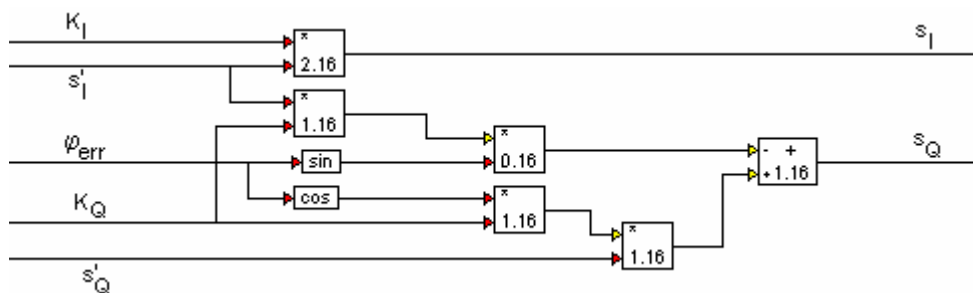 K_I
×
2.16
s_I
s'_I
×
1.16
φ_err
sin
×
0.16
- +
+ 1.16
s_Q
K_Q
cos
×
1.16
×
1.16
s'_Q